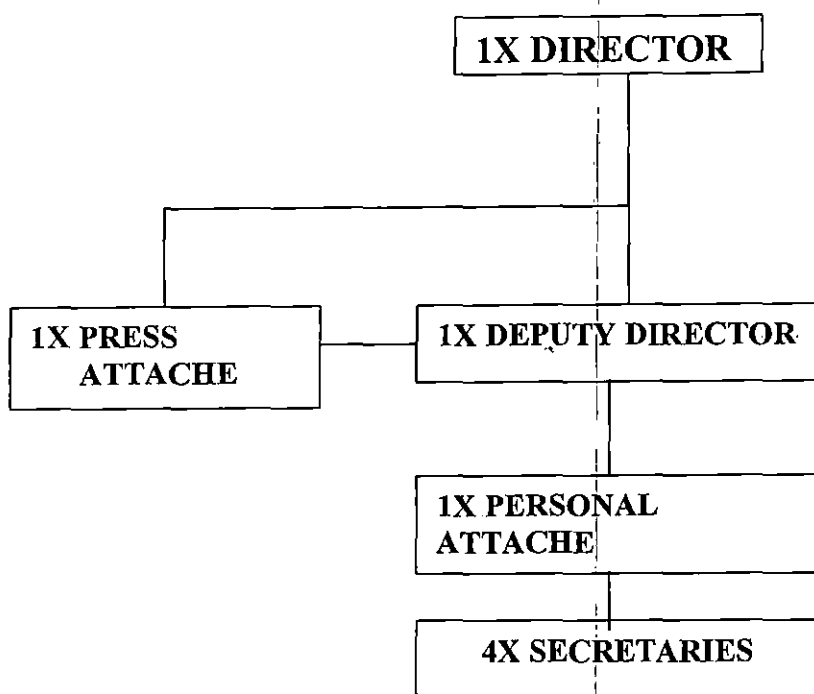 1X DIRECTOR
1X PRESS
ATTACHE
1X DEPUTY DIRECTOR
1X PERSONAL
ATTACHE
4X SECRETARIES